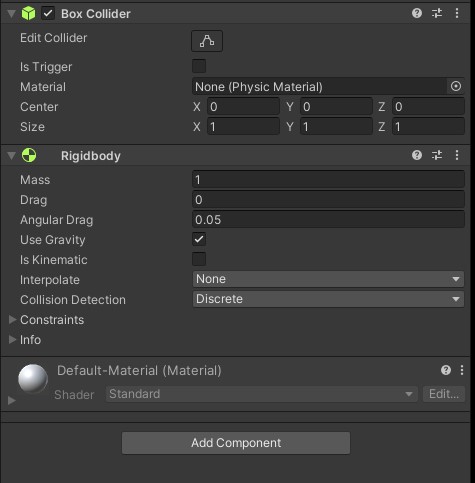 Box Collider
Edit Collider
Is Trigger
Material None (Physic Material)
Center X 0 Y 0 Z 0
Size X 1 Y 1 Z 1
Rigidbody
Mass 1
Drag 0
Angular Drag 0.05
Use Gravity
Is Kinematic
Interpolate None
Collision Detection Discrete
Constraints
Info
Default-Material (Material)
Shader Standard Edit...
Add Component